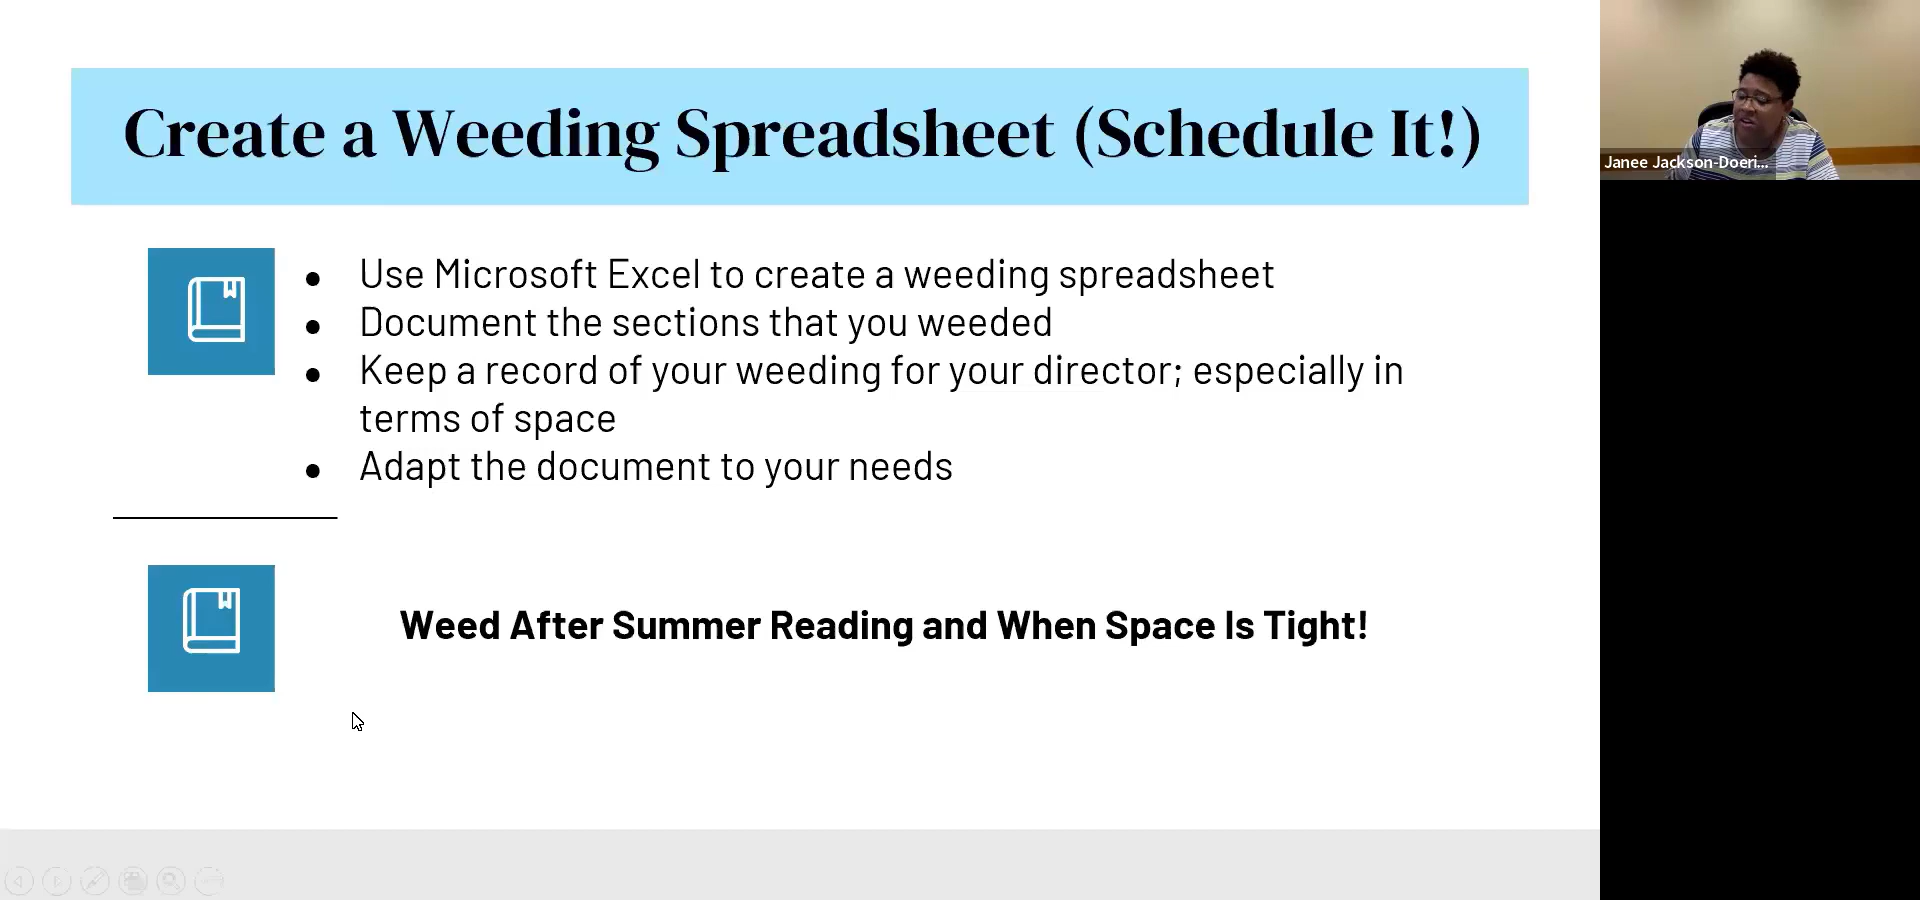 Create a Weeding Spreadsheet (Schedule It!)
Janee Jackson-Doeri...
● Use Microsoft Excel to create a weeding spreadsheet
● Document the sections that you weeded
● Keep a record of your weeding for your director; especially in
terms of space
● Adapt the document to your needs
Weed After Summer Reading and When Space Is Tight!